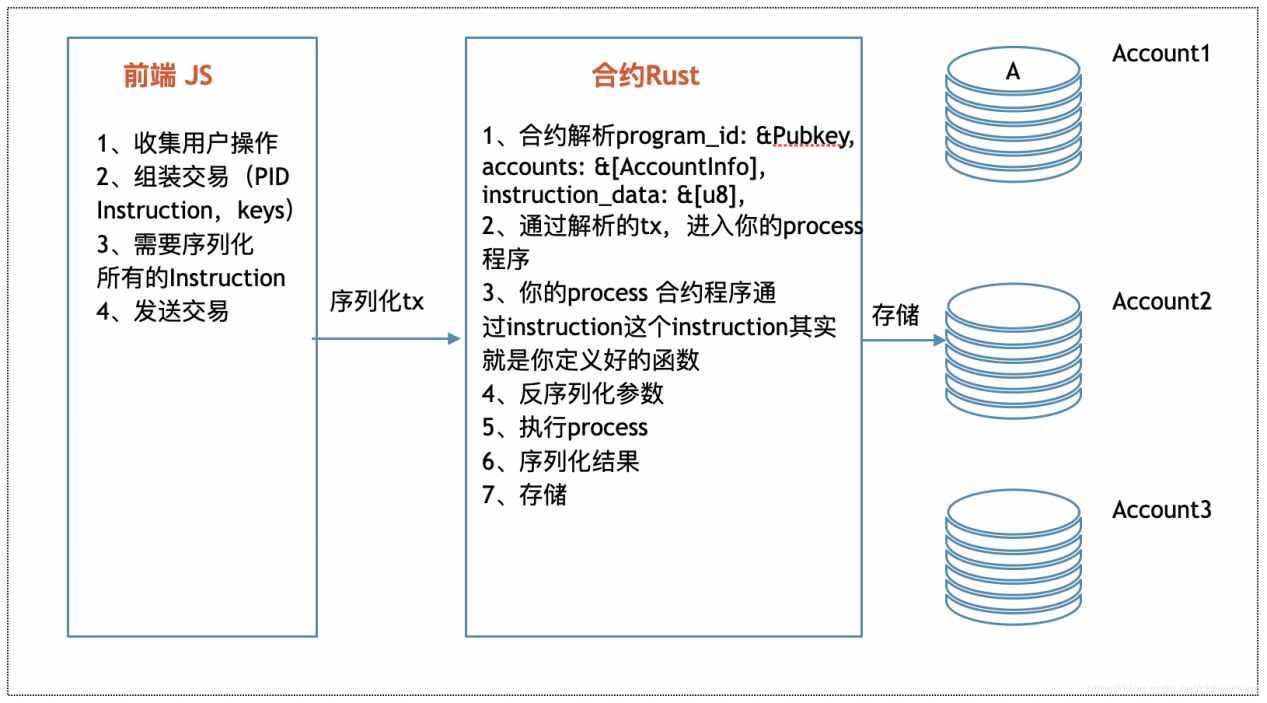 前端 JS
1、收集用户操作
2、组装交易（PID
Instruction，keys）
3、需要序列化
所有的Instruction
4、发送交易
序列化tx
合约Rust
1、合约解析program_id: &Pubkey,
accounts: &[AccountInfo],
instruction_data: &[u8],
2、通过解析的tx，进入你的process
程序
3、你的process 合约程序通
过instruction这个instruction其实
就是你定义好的函数
4、反序列化参数
5、执行process
6、序列化结果
7、存储
存储
A
Account1
Account2
Account3